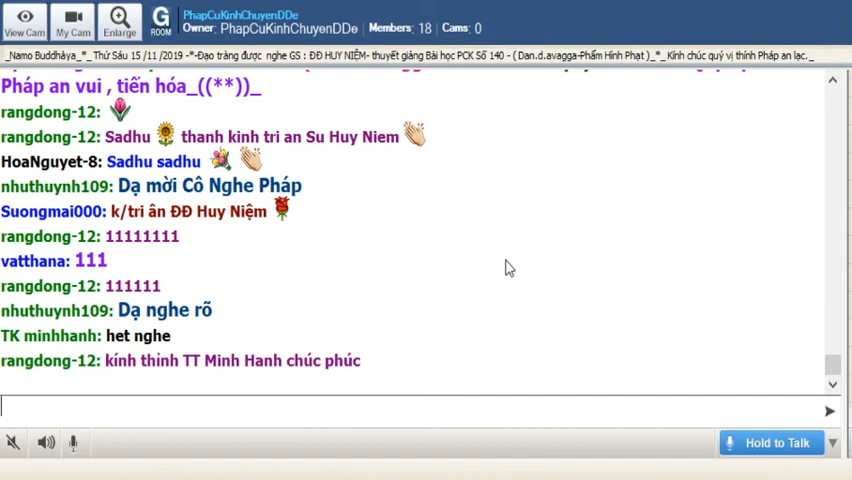 PhapCuKinhChuyenDDe
Owner: PhapCuKinhChuyenDDe Members: 18 Cams: 0
View Cam My Cam Enlarge G ROOM
_Namo Buddhàya_*_ Thứ Sáu 15 /11 /2019 -*-Đạo tràng được nghe GS : ĐĐ HUY NIỆM- thuyết giảng Bài học PCK Số 140 - ( Dan.d.avagga-Phẩm Hình Phạt )_*_ Kính chúc quý vị thính Pháp an lạc._
Pháp an vui , tiến hóa_((**))_
rangdong-12:
rangdong-12: Sadhu thanh kinh tri an Su Huy Niem
HoaNguyet-8: Sadhu sadhu
nhuthuynh109: Dạ mời Cô Nghe Pháp
Suongmai000: k/tri ân ĐĐ Huy Niệm
rangdong-12: 11111111
vatthana: 111
rangdong-12: 111111
nhuthuynh109: Dạ nghe rõ
TK minhhanh: het nghe
rangdong-12: kính thinh TT Minh Hanh chúc phúc
Hold to Talk